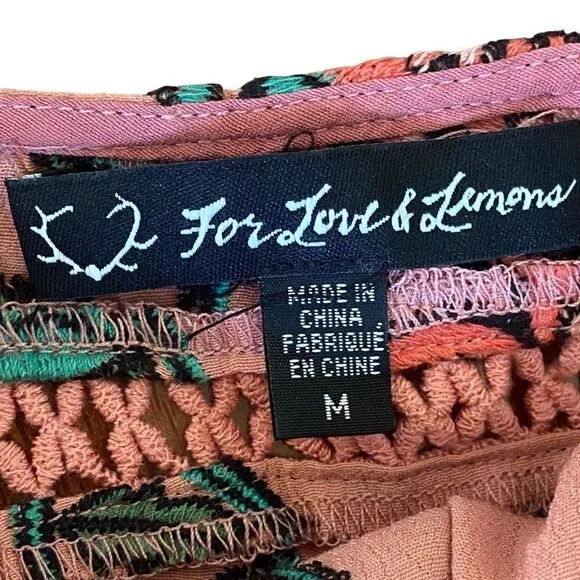 For Love & Lemons
MADE IN
CHINA
FABRIQUÉ
EN CHINE
M